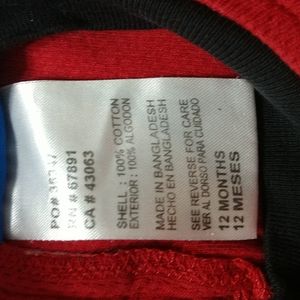 PO#
RN # 67891
CA # 43063
SHELL : 100% COTTON
EXTERIOR : 100% ALGODON
MADE IN BANGLADESH
HECHO EN BANGLADESH
SEE REVERSE FOR CARE
VER AL DORSO PARA CUIDADO
12 MONTHS
12 MESES